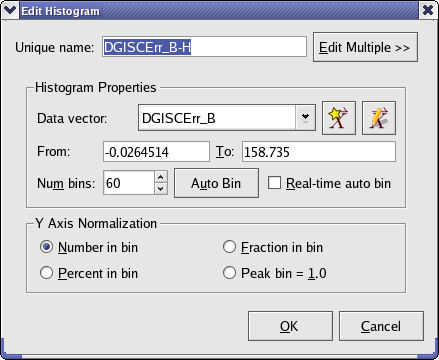 Edit Histogram
Unique name: DGISCErr_B-H Edit Multiple >>
Histogram Properties
Data vector: DGISCErr_B
From: -0.0264514 To: 158.735
Num bins: 60 Auto Bin Real-time auto bin
Y Axis Normalization
Number in bin Fraction in bin
Percent in bin Peak bin = 1.0
OK Cancel